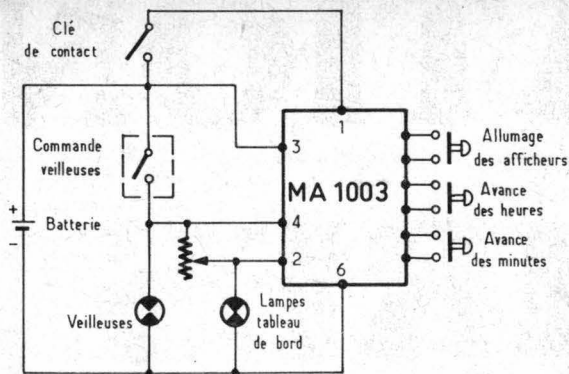 Clé
de contact
1
Commande
veilleuses
3
Allumage
des afficheurs
MA 1003
Avance
des heures
+
Batterie
-
4
2
6
Avance
des minutes
Veilleuses
Lampes
tableau
de bord